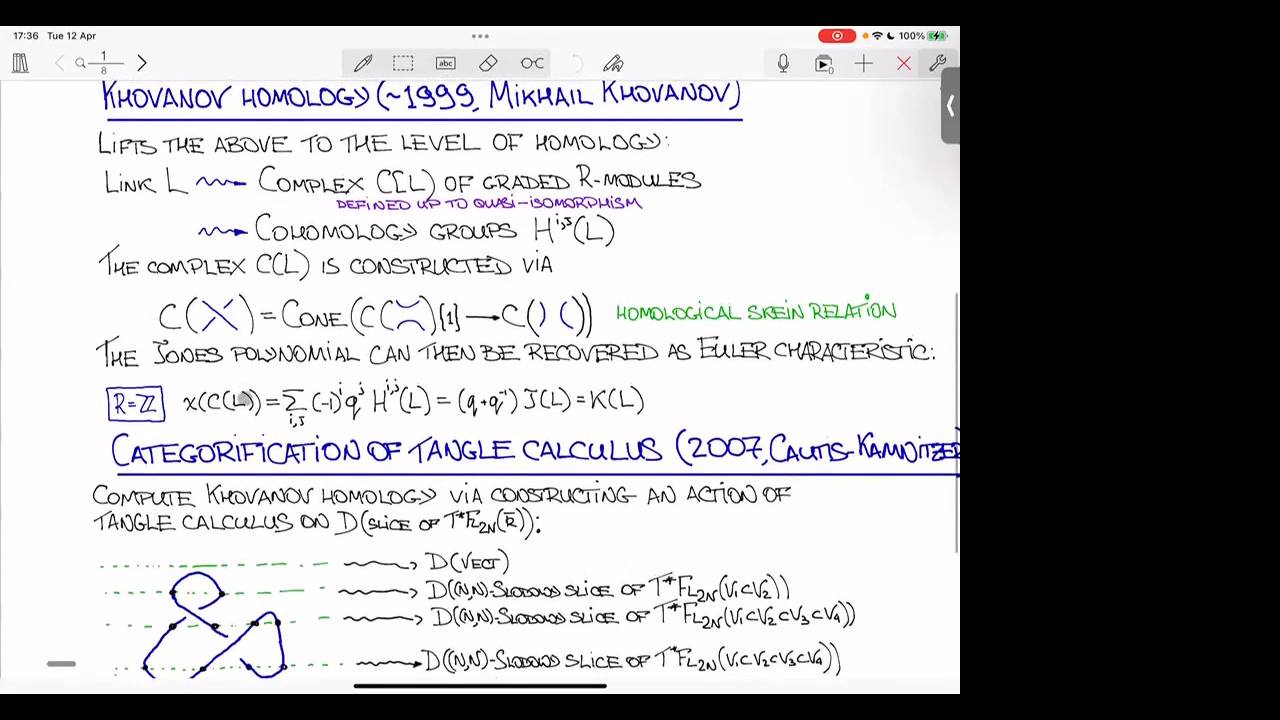 17:36 Tue 12 Apr 100%
1
8
abc
KHOVANOV HOMOLOGY (~1999, MIKHAIL KHOVANOV)
LIFTS THE ABOVE TO THE LEVEL OF HOMOLOGY:
LINK L ⇝ COMPLEX C(L) OF GRADED R-MODULES
DEFINED UP TO QUASI-ISOMORPHISM
⇝ COHOMOLOGY GROUPS H^{i,j}(L)
THE COMPLEX C(L) IS CONSTRUCTED VIA
C(╳) = CONE(C(≍){1} → C()()) HOMOLOGICAL SKEIN RELATION
THE JONES POLYNOMIAL CAN THEN BE RECOVERED AS EULER CHARACTERISTIC:
R=ℤ χ(C(L)) = Σ_{i,j} (-1)^i q^j H^{i,j}(L) = (q+q^{-1}) J(L) = K(L)
CATEGORIFICATION OF TANGLE CALCULUS (2007, CAUTIS-KAMNITZER
COMPUTE KHOVANOV HOMOLOGY VIA CONSTRUCTING AN ACTION OF
TANGLE CALCULUS ON D(SLICE OF T*FL_{2N}(k̄)):
⇝ D(VECT)
⇝ D((N,N)-SLODOWY SLICE OF T*FL_{2N}(V₁⊂V₂))
⇝ D((N,N)-SLODOWY SLICE OF T*FL_{2N}(V₁⊂V₂⊂V₃⊂V₄))
⇝ D((N,N)-SLODOWY SLICE OF T*FL_{2N}(V₁⊂V₂⊂V₃⊂V₄))